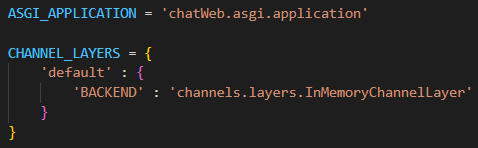 ASGI_APPLICATION = 'chatWeb.asgi.application'
CHANNEL_LAYERS = {
    'default' : {
        'BACKEND' : 'channels.layers.InMemoryChannelLayer'
    }
}